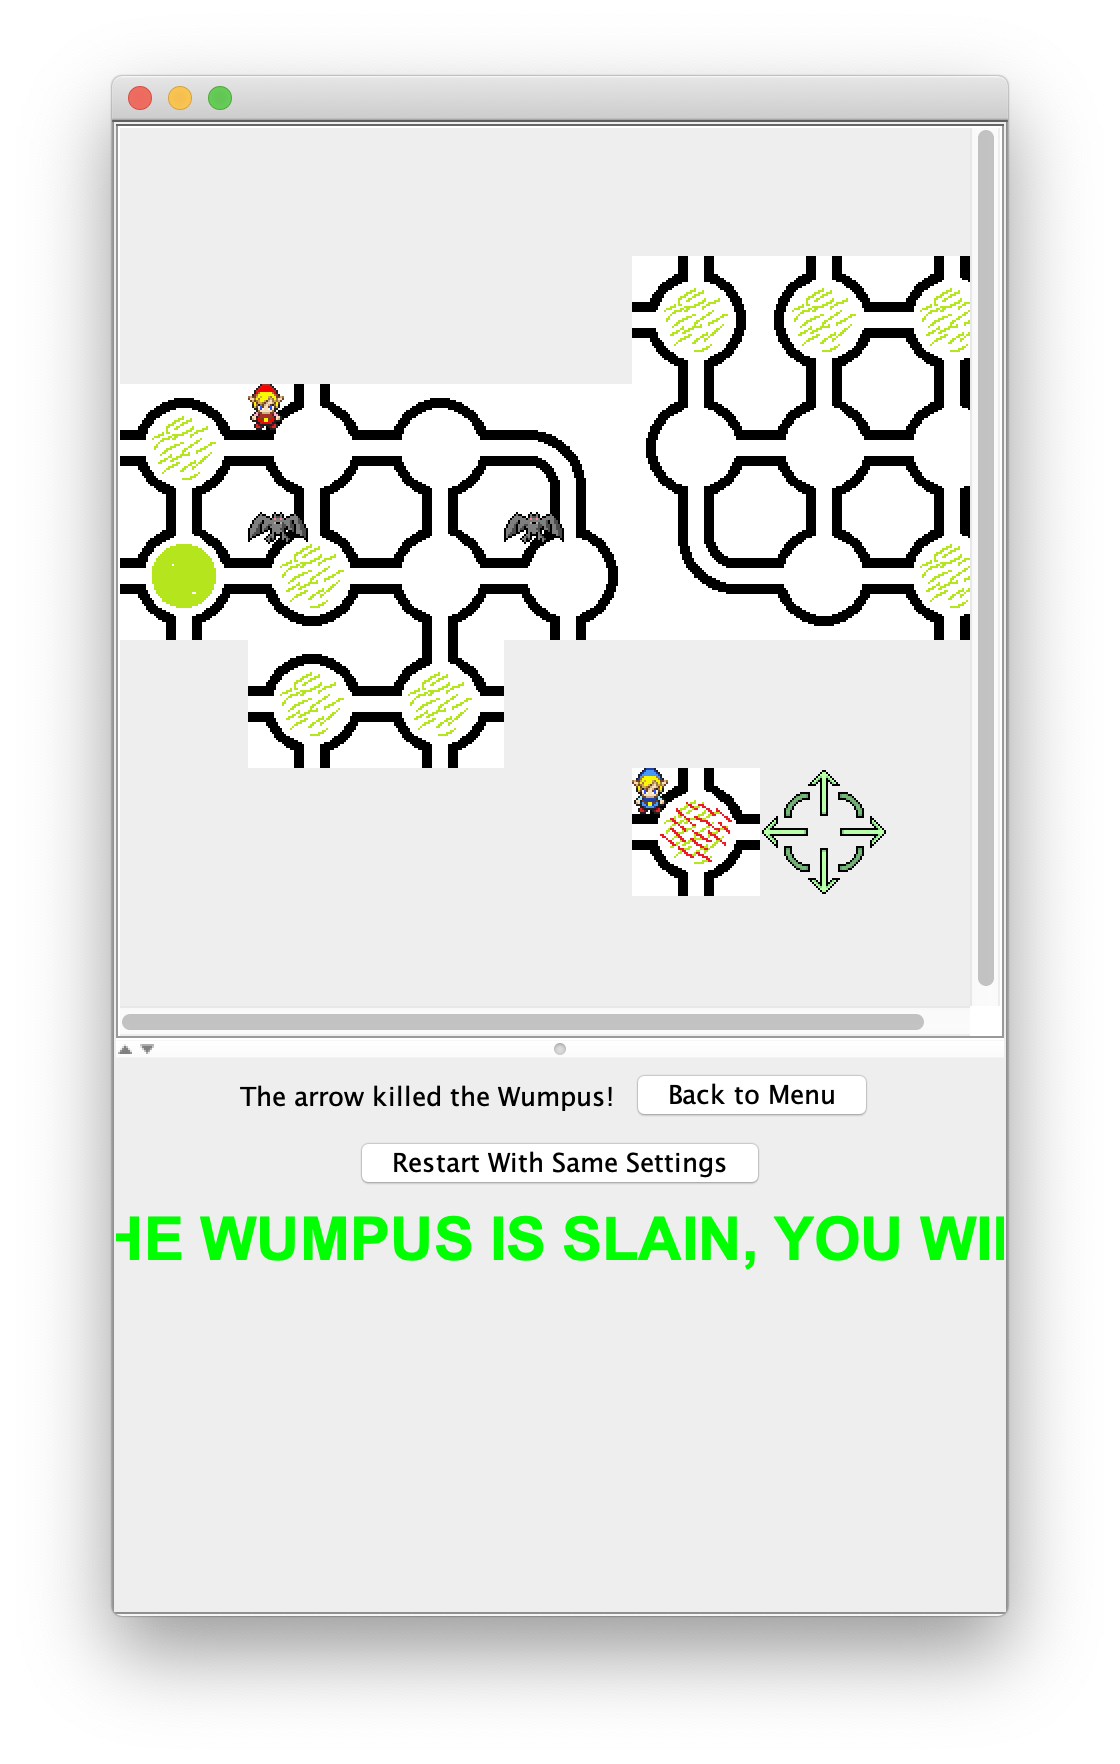 The arrow killed the Wumpus!
Back to Menu
Restart With Same Settings
HE WUMPUS IS SLAIN, YOU WI